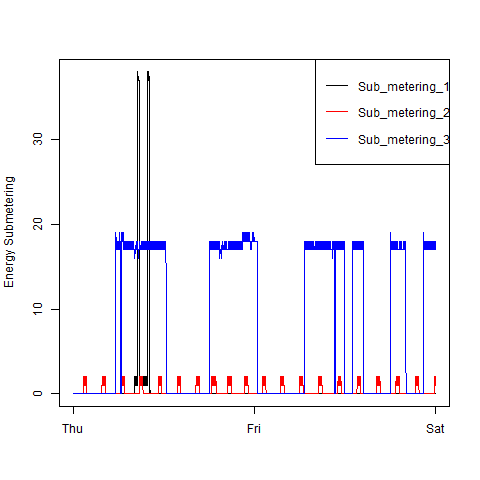 Sub_metering_1
Sub_metering_2
Sub_metering_3
Energy Submetering
30
20
10
0
Thu
Fri
Sat